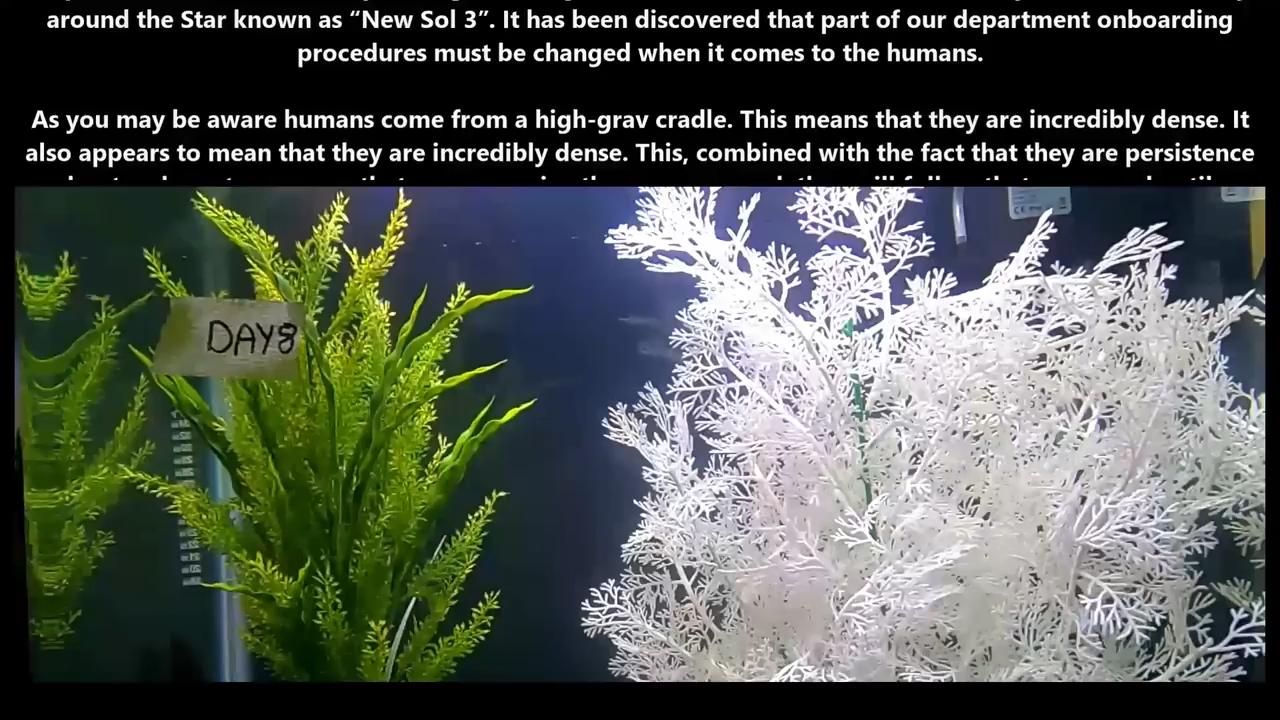 around the Star known as “New Sol 3”. It has been discovered that part of our department onboarding
procedures must be changed when it comes to the humans.
As you may be aware humans come from a high-grav cradle. This means that they are incredibly dense. It
also appears to mean that they are incredibly dense. This, combined with the fact that they are persistence
DAY8